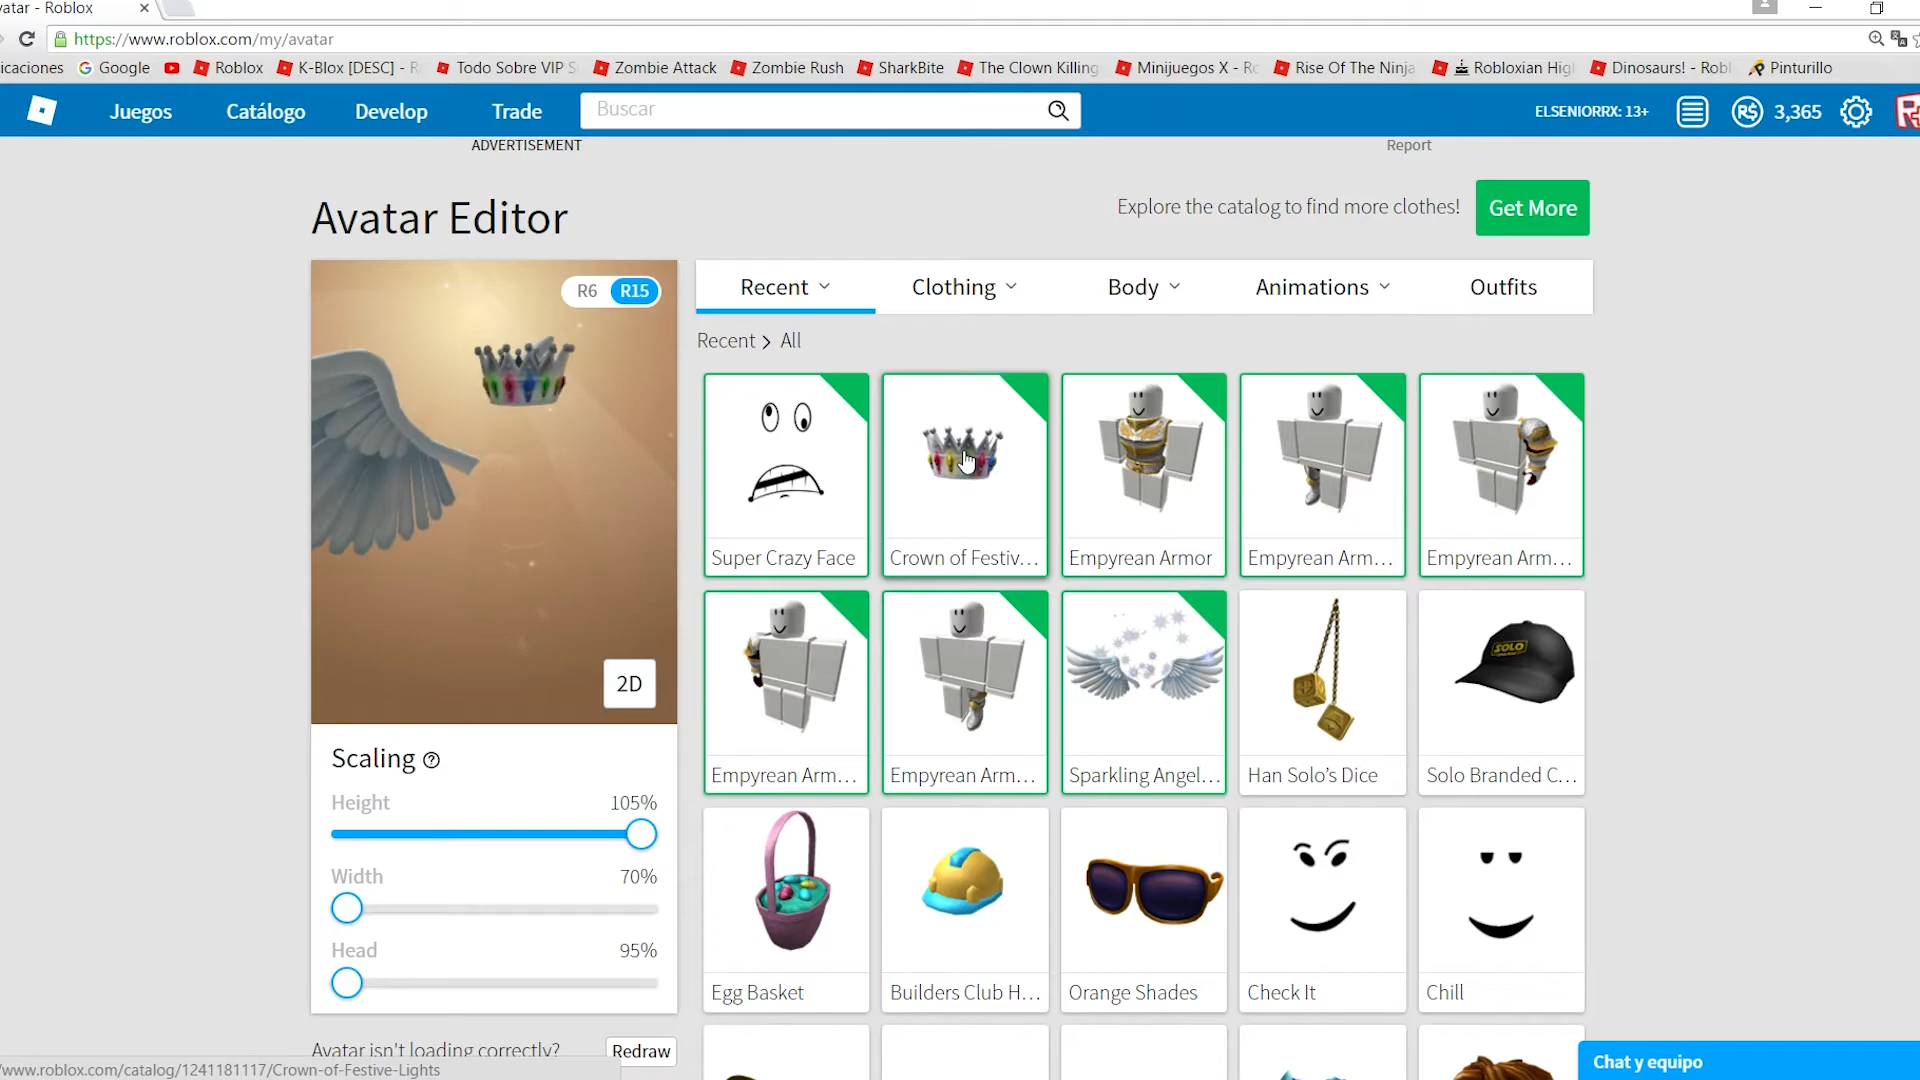 vatar - Roblox
https://www.roblox.com/my/avatar
icaciones Google Roblox K-Blox [DESC] - R Todo Sobre VIP S Zombie Attack Zombie Rush SharkBite The Clown Killing Minijuegos X - Ro Rise Of The Ninja Robloxian Hig Dinosaurs! - Robl Pinturillo
Juegos Catálogo Develop Trade Buscar ELSENIORRX: 13+ R$ 3,365
ADVERTISEMENT Report
Avatar Editor
Explore the catalog to find more clothes! Get More
R6 R15
Recent Clothing Body Animations Outfits
Recent > All
Super Crazy Face Crown of Festiv... Empyrean Armor Empyrean Arm... Empyrean Arm...
SOLO
2D
Empyrean Arm... Empyrean Arm... Sparkling Angel... Han Solo's Dice Solo Branded C...
Scaling ?
Height 105%
Width 70%
Head 95%
Egg Basket Builders Club H... Orange Shades Check It Chill
Avatar isn't loading correctly? Redraw
www.roblox.com/catalog/1241181117/Crown-of-Festive-Lights
Chat y equipo